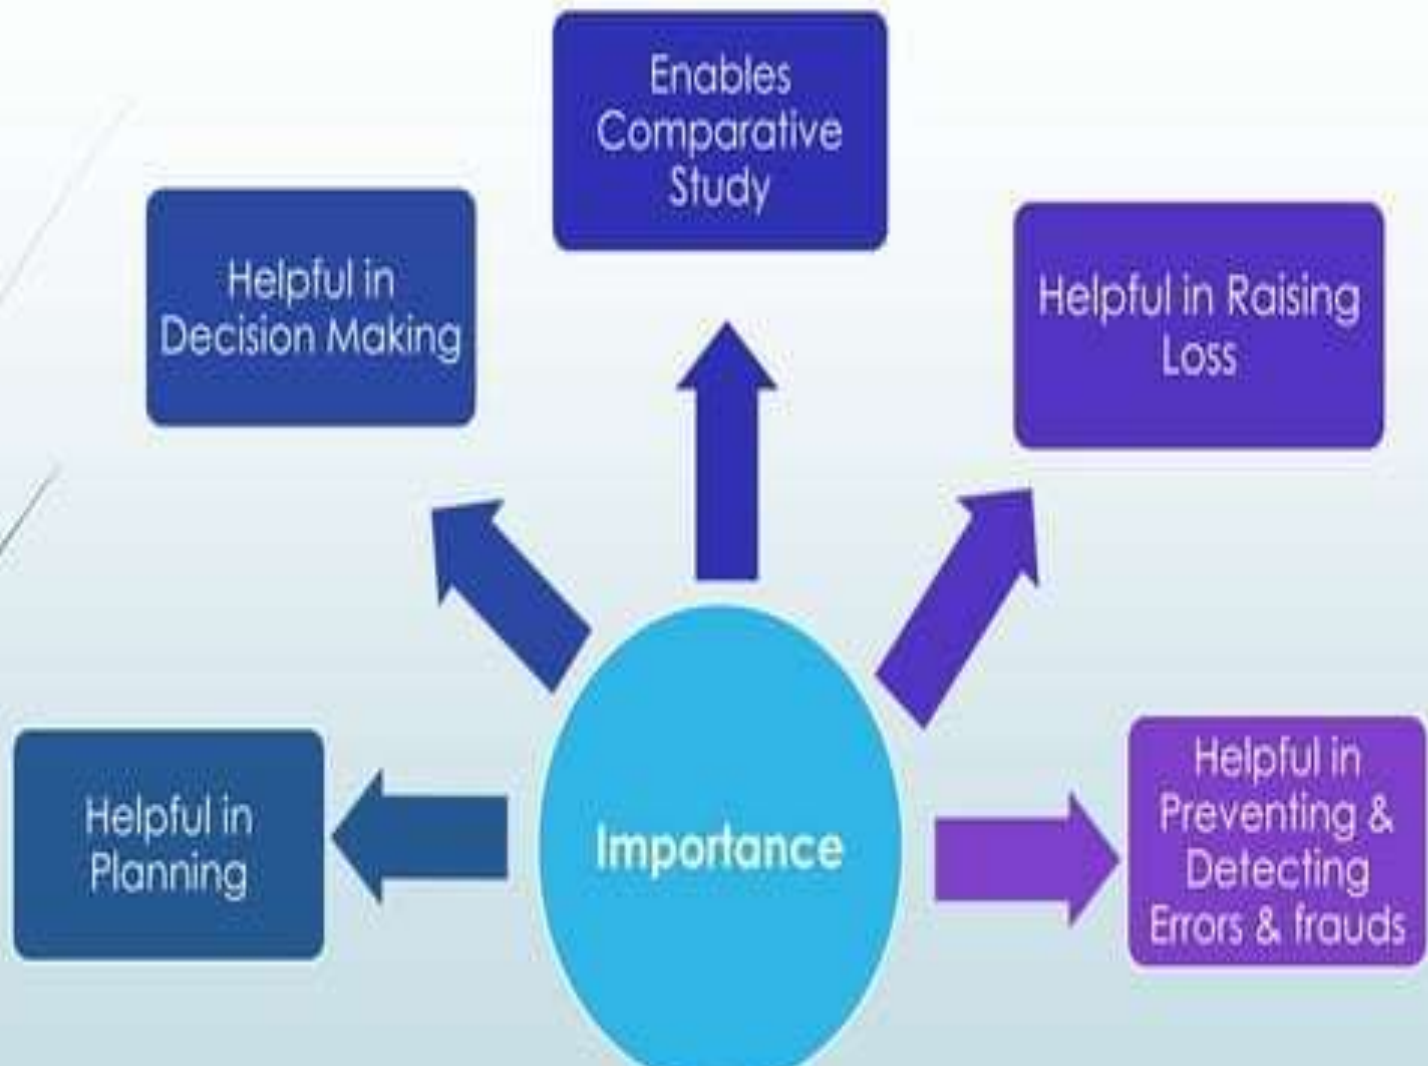 Enables
Comparative
Study
Helpful in
Decision Making
Helpful in Raising
Loss
Helpful in
Planning
Importance
Helpful in
Preventing &
Detecting
Errors & frauds